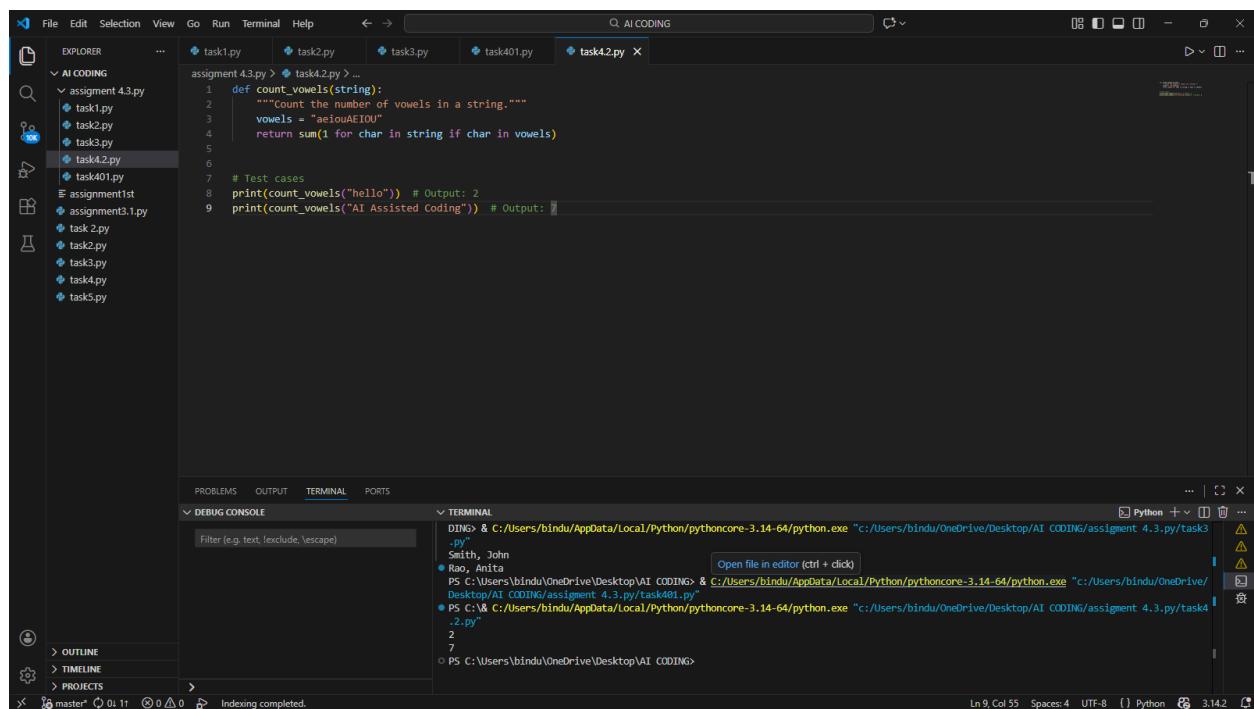 File Edit Selection View Go Run Terminal Help
AI CODING
EXPLORER
task1.py
task2.py
task3.py
task401.py
task4.2.py
AI CODING
assigment 4.3.py
task1.py
task2.py
task3.py
task4.2.py
task401.py
assignment1st
assignment3.1.py
task 2.py
task2.py
task3.py
task4.py
task5.py
OUTLINE
TIMELINE
PROJECTS
10K
assigment 4.3.py > task4.2.py > ...
1 def count_vowels(string):
2 """Count the number of vowels in a string."""
3 vowels = "aeiouAEIOU"
4 return sum(1 for char in string if char in vowels)
5
6
7 # Test cases
8 print(count_vowels("hello")) # Output: 2
9 print(count_vowels("AI Assisted Coding")) # Output: 7
PROBLEMS OUTPUT TERMINAL PORTS
DEBUG CONSOLE
Filter (e.g. text, !exclude, \escape)
TERMINAL
Python
DING> & C:/Users/bindu/AppData/Local/Python/pythoncore-3.14-64/python.exe "c:/Users/bindu/OneDrive/Desktop/AI CODING/assigment 4.3.py/task3
.py"
Smith, John
Rao, Anita
Open file in editor (ctrl + click)
PS C:\Users\bindu\OneDrive\Desktop\AI CODING> & C:/Users/bindu/AppData/Local/Python/pythoncore-3.14-64/python.exe "c:/Users/bindu/OneDrive/
Desktop/AI CODING/assigment 4.3.py/task401.py"
PS C:\& C:/Users/bindu/AppData/Local/Python/pythoncore-3.14-64/python.exe "c:/Users/bindu/OneDrive/Desktop/AI CODING/assigment 4.3.py/task4
.2.py"
2
7
PS C:\Users\bindu\OneDrive\Desktop\AI CODING>
master* 0↓ 1↑ 0 0 Indexing completed.
Ln 9, Col 55 Spaces: 4 UTF-8 {} Python 3.14.2